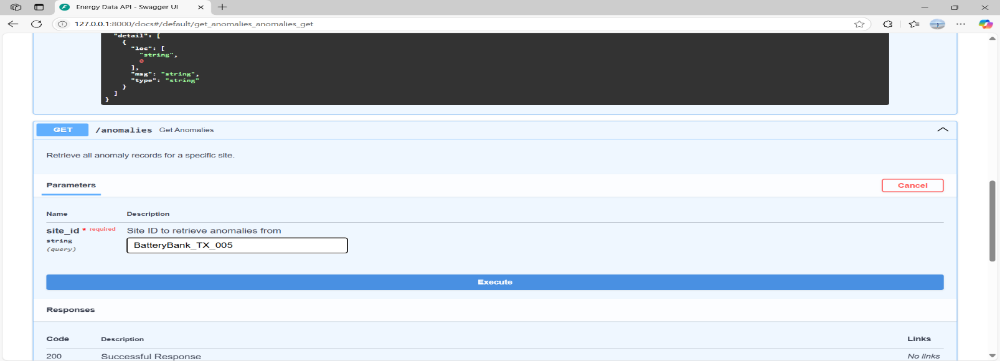 Energy Data API - Swagger UI
127.0.0.1:8000/docs#/default/get_anomalies_anomalies_get
"detail": [
{
"loc": [
"string",
0
],
"msg": "string",
"type": "string"
}
]
}
GET /anomalies Get Anomalies
Retrieve all anomaly records for a specific site.
Parameters Cancel
Name Description
site_id * required Site ID to retrieve anomalies from
string
(query)
BatteryBank_TX_005
Execute
Responses
Code Description Links
200 Successful Response No links